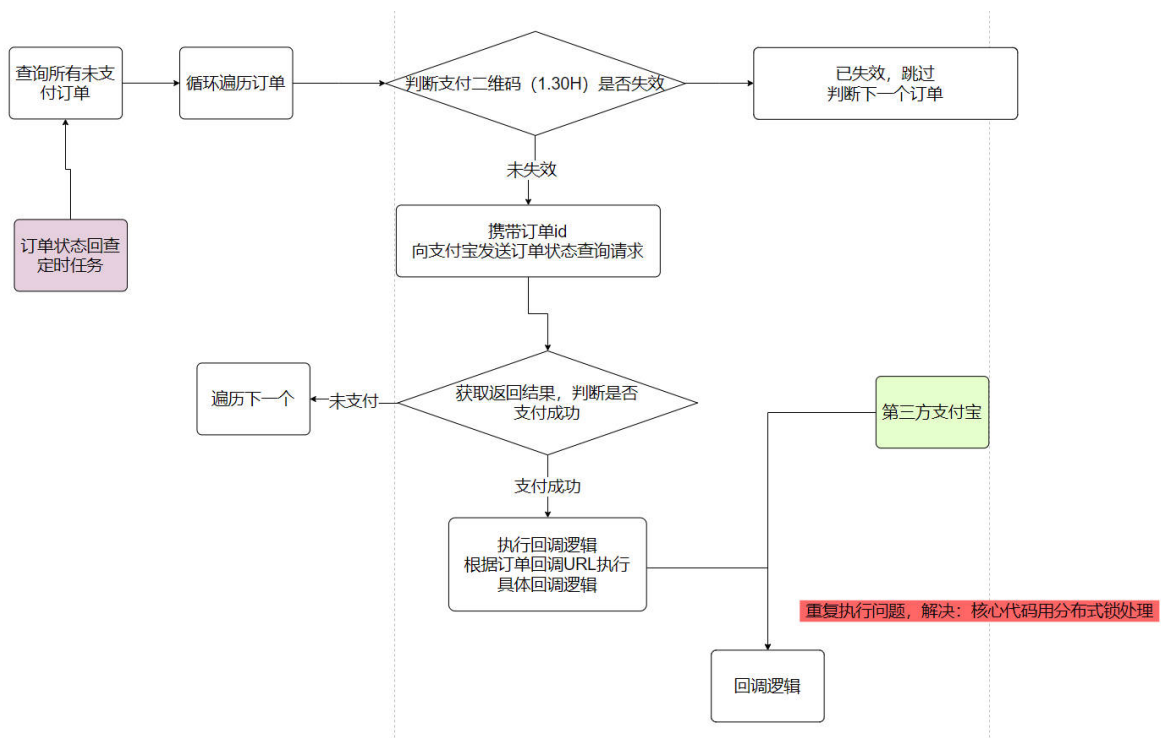 查询所有未支
付订单
循环遍历订单
判断支付二维码（1.30H）是否失效
已失效，跳过
判断下一个订单
未失效
订单状态回查
定时任务
携带订单id
向支付宝发送订单状态查询请求
遍历下一个
未支付
获取返回结果，判断是否
支付成功
第三方支付宝
支付成功
执行回调逻辑
根据订单回调URL执行
具体回调逻辑
重复执行问题，解决：核心代码用分布式锁处理
回调逻辑